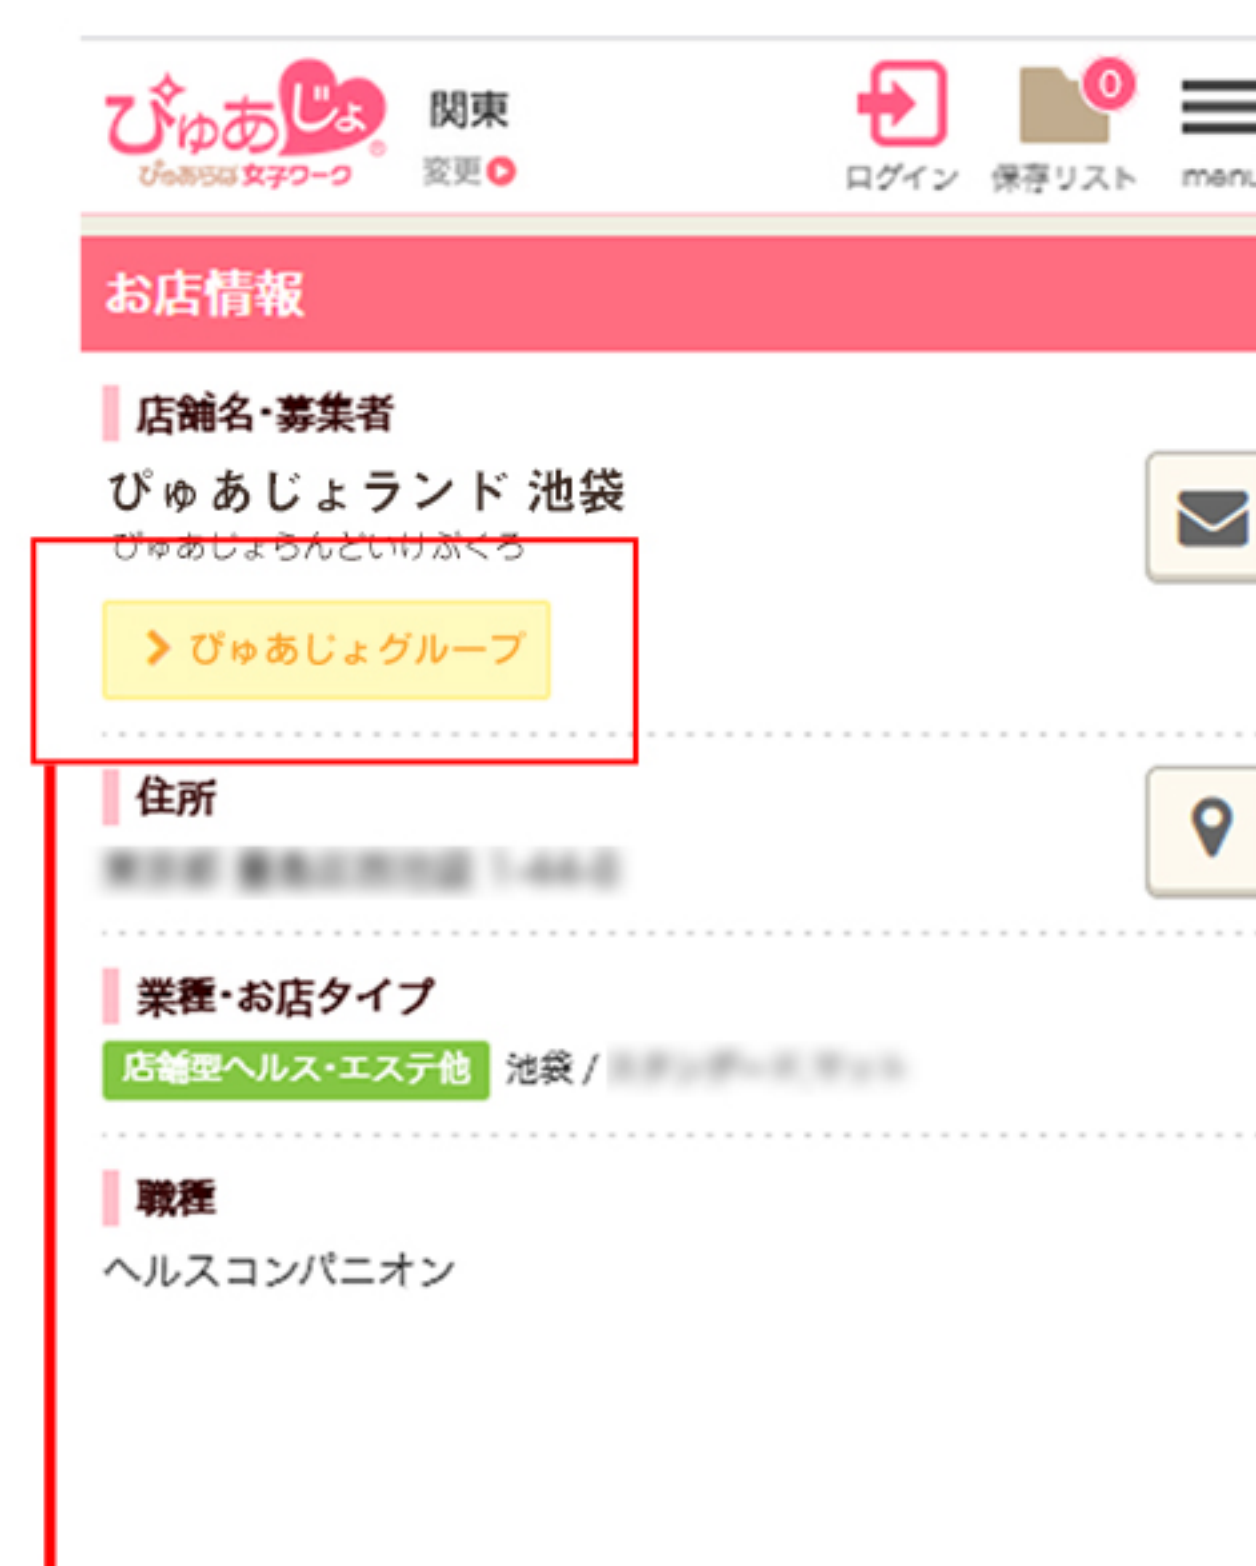 ぴゅあじょ®
ぴゅあらば女子ワーク
関東
変更
ログイン
0
保存リスト
menu
お店情報
店舗名・募集者
ぴゅあじょランド 池袋
ぴゅあじょらんどいけぶくろ
ぴゅあじょグループ
住所
業種・お店タイプ
店舗型ヘルス・エステ他 池袋 /
職種
ヘルスコンパニオン